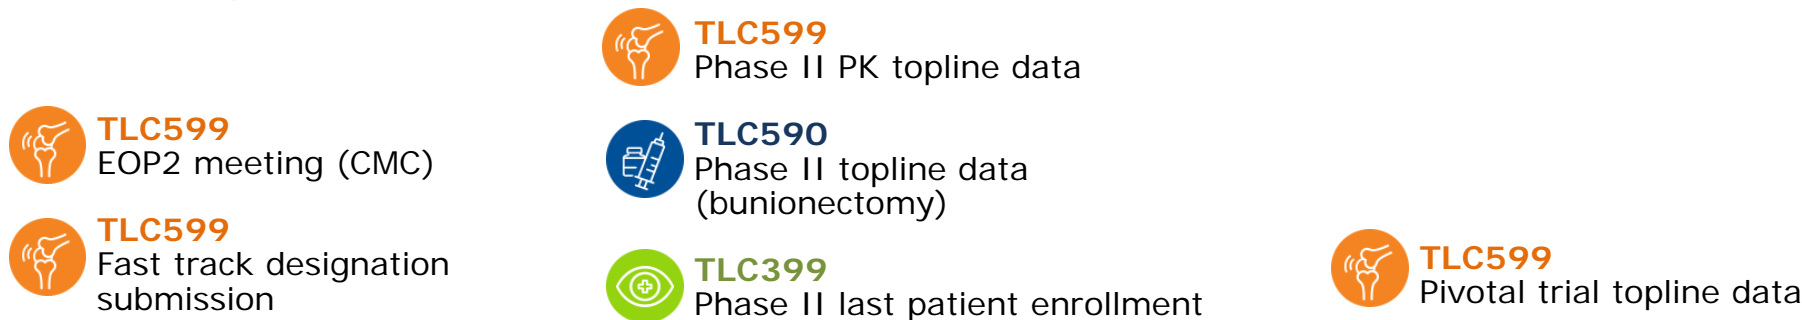 TLC599
EOP2 meeting (CMC)
TLC599
Fast track designation
submission
TLC599
Phase II PK topline data
TLC590
Phase II topline data
(bunionectomy)
TLC399
Phase II last patient enrollment
TLC599
Pivotal trial topline data